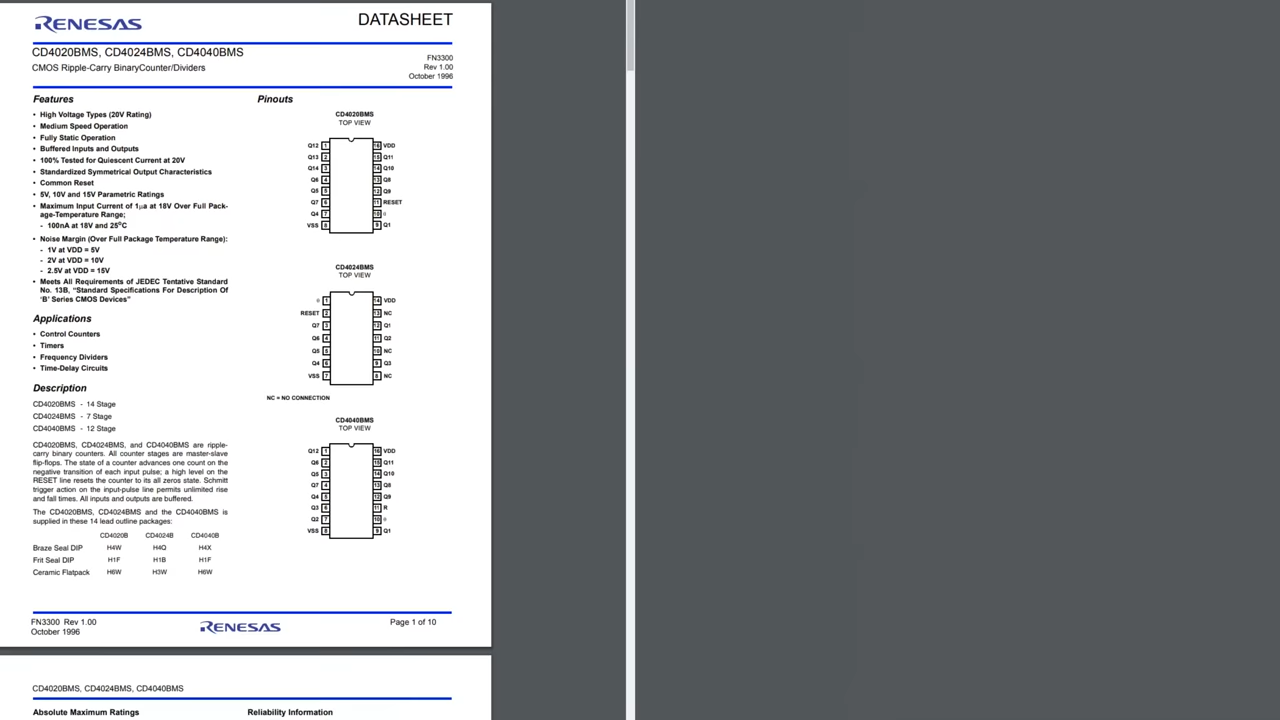 RENESAS
DATASHEET
CD4020BMS, CD4024BMS, CD4040BMS
CMOS Ripple-Carry BinaryCounter/Dividers
FN3300
Rev 1.00
October 1996
Features
• High Voltage Types (20V Rating)
• Medium Speed Operation
• Fully Static Operation
• Buffered Inputs and Outputs
• 100% Tested for Quiescent Current at 20V
• Standardized Symmetrical Output Characteristics
• Common Reset
• 5V, 10V and 15V Parametric Ratings
• Maximum Input Current of 1µa at 18V Over Full Pack-
age-Temperature Range;
- 100nA at 18V and 25°C
• Noise Margin (Over Full Package Temperature Range):
- 1V at VDD = 5V
- 2V at VDD = 10V
- 2.5V at VDD = 15V
• Meets All Requirements of JEDEC Tentative Standard
No. 13B, “Standard Specifications For Description Of
‘B’ Series CMOS Devices”
Applications
• Control Counters
• Timers
• Frequency Dividers
• Time-Delay Circuits
Description
CD4020BMS - 14 Stage
CD4024BMS - 7 Stage
CD4040BMS - 12 Stage
CD4020BMS, CD4024BMS, and CD4040BMS are ripple-
carry binary counters. All counter stages are master-slave
flip-flops. The state of a counter advances one count on the
negative transition of each input pulse; a high level on the
RESET line resets the counter to its all zeros state. Schmitt
trigger action on the input-pulse line permits unlimited rise
and fall times. All inputs and outputs are buffered.
The CD4020BMS, CD4024BMS and the CD4040BMS is
supplied in these 14 lead outline packages:
CD4020B CD4024B CD4040B
Braze Seal DIP H4W H4Q H4X
Frit Seal DIP H1F H1B H1F
Ceramic Flatpack H6W H3W H6W
Pinouts
CD4020BMS
TOP VIEW
Q12 1 16 VDD
Q13 2 15 Q11
Q14 3 14 Q10
Q6 4 13 Q8
Q5 5 12 Q9
Q7 6 11 RESET
Q4 7 10
VSS 8 9 Q1
CD4024BMS
TOP VIEW
1 14 VDD
RESET 2 13 NC
Q7 3 12 Q1
Q6 4 11 Q2
Q5 5 10 NC
Q4 6 9 Q3
VSS 7 8 NC
NC = NO CONNECTION
CD4040BMS
TOP VIEW
Q12 1 16 VDD
Q6 2 15 Q11
Q5 3 14 Q10
Q7 4 13 Q8
Q4 5 12 Q9
Q3 6 11 R
Q2 7 10
VSS 8 9 Q1
FN3300 Rev 1.00
October 1996
RENESAS
Page 1 of 10
CD4020BMS, CD4024BMS, CD4040BMS
Absolute Maximum Ratings
Reliability Information